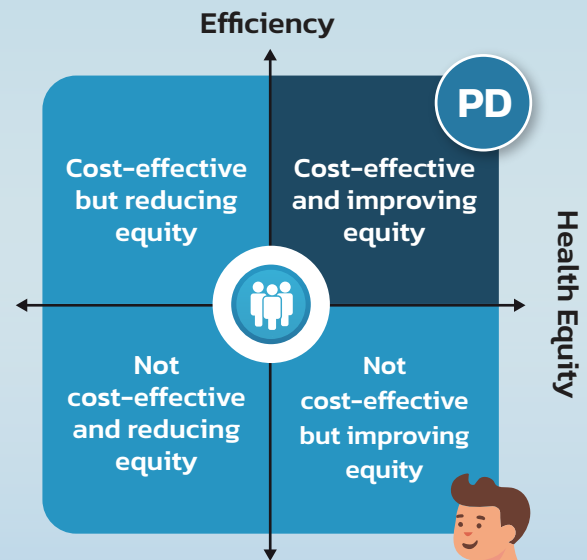 Efficiency
PD
Cost-effective
but reducing
equity
Cost-effective
and improving
equity
Health Equity
Not
cost-effective
and reducing
equity
Not
cost-effective
but improving
equity